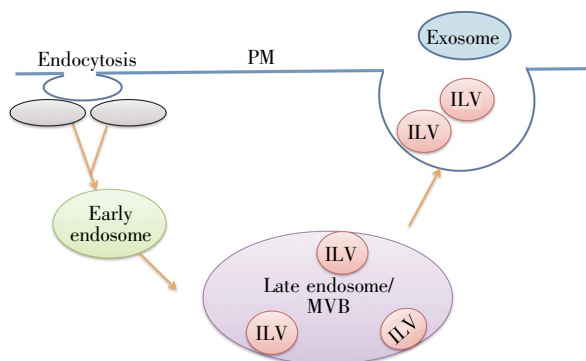 Endocytosis
PM
Exosome
ILV
ILV
Early
endosome
ILV
Late endosome/
MVB
ILV
ILV